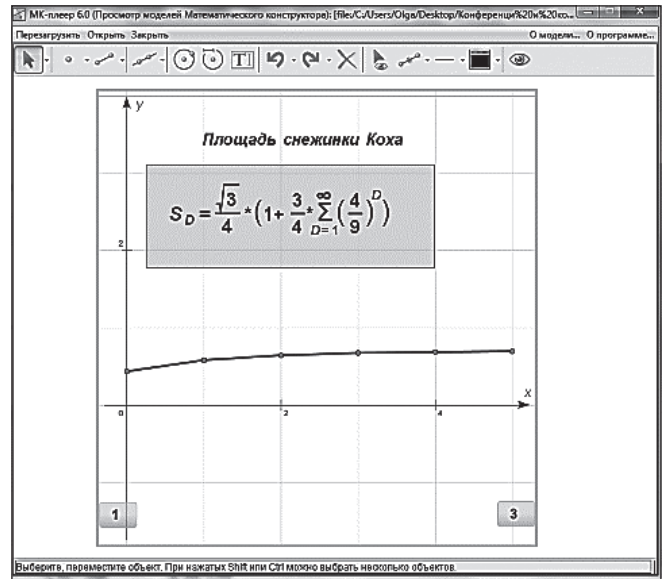 МК-плеер 6.0 (Просмотр моделей Математического конструктора): [file:/C:/Users/Olga/Desktop/Конференци%20и%20ко...
Перезагрузить Открыть Закрыть О модели... О программе...
y
Площадь снежинки Коха
S_D = √3/4 * (1 + 3/4 * ∑_{D=1}^{∞} (4/9)^D)
2
x
0 2 4
1 3
Выберите, переместите объект. При нажатых Shift или Ctrl можно выбрать несколько объектов.